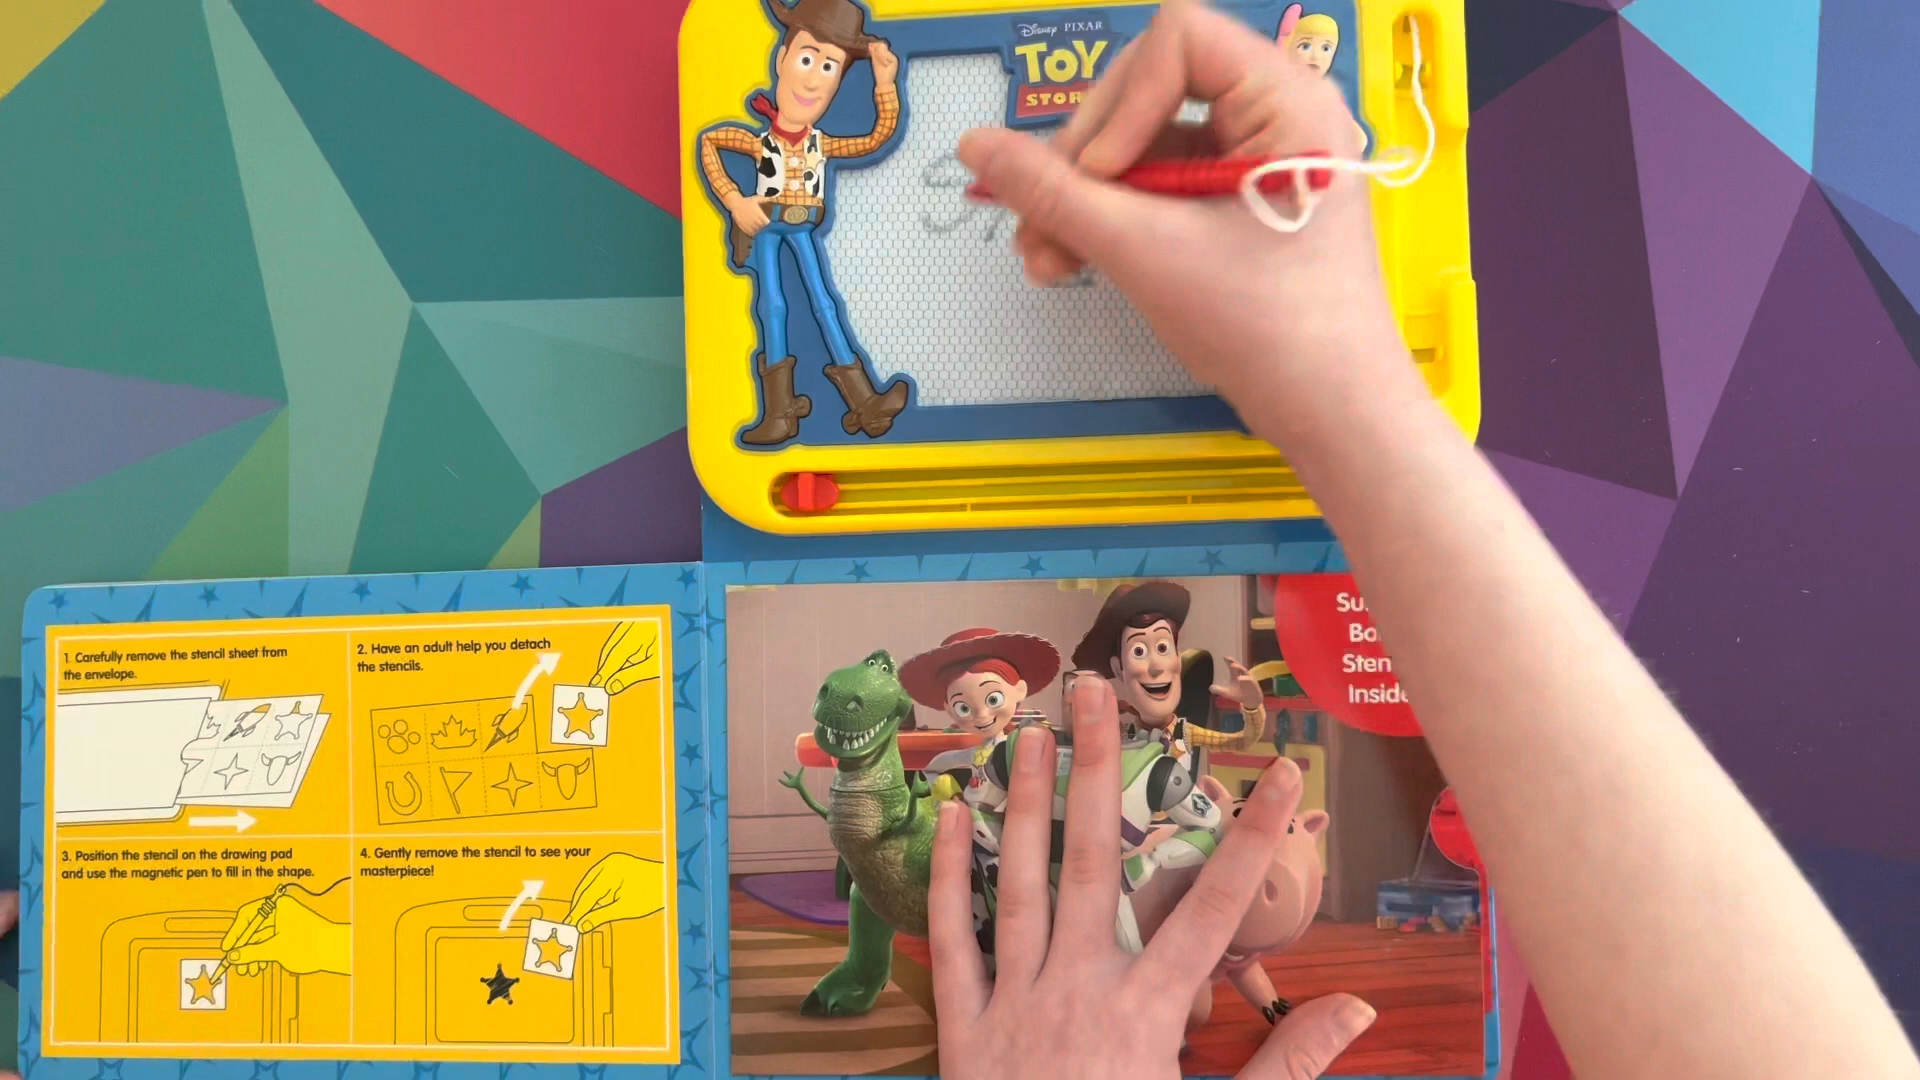 Disney PIXAR
TOY
STOR
1. Carefully remove the stencil sheet from
the envelope.
2. Have an adult help you detach
the stencils.
3. Position the stencil on the drawing pad
and use the magnetic pen to fill in the shape.
4. Gently remove the stencil to see your
masterpiece!
Su
Bo
Sten
Inside